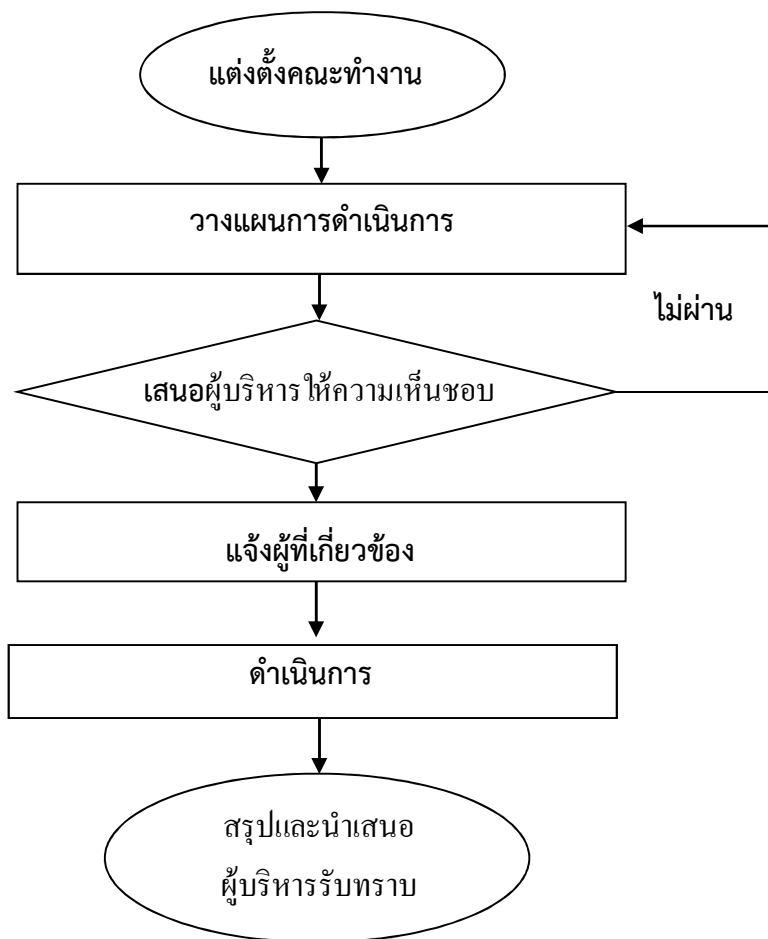 แต่งตั้งคณะทำงาน
วางแผนการดำเนินการ
ไม่ผ่าน
เสนอผู้บริหารให้ความเห็นชอบ
แจ้งผู้ที่เกี่ยวข้อง
ดำเนินการ
สรุปและนำเสนอ
ผู้บริหารรับทราบ